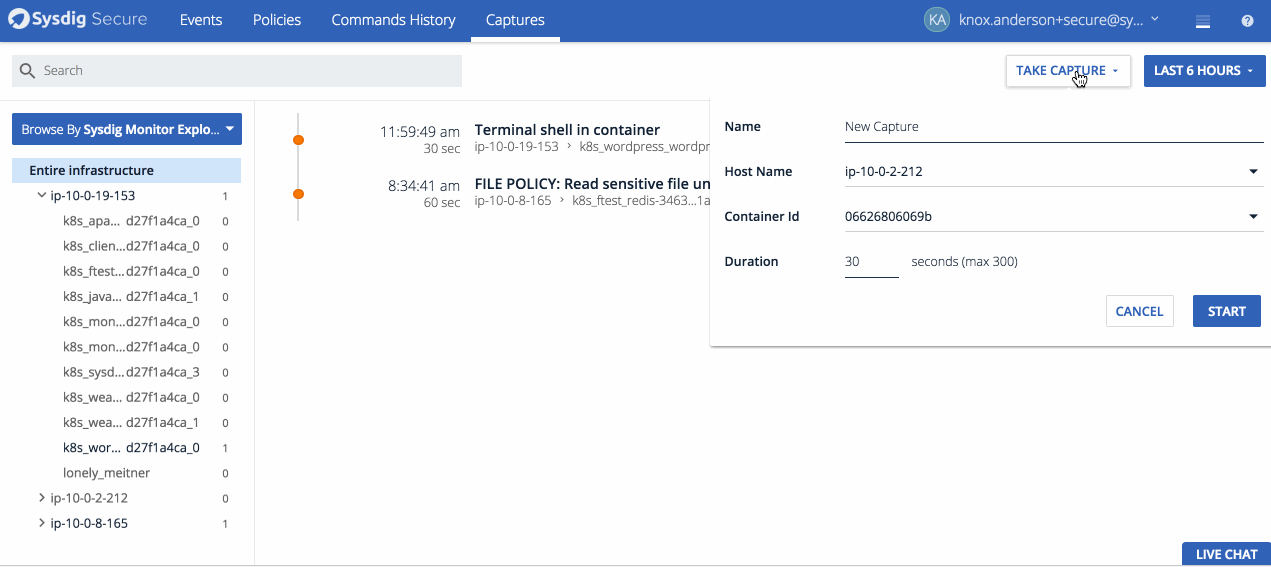 Sysdig Secure Events Policies Commands History Captures KA knox.anderson+secure@sy... ?
Search TAKE CAPTURE LAST 6 HOURS
Browse By Sysdig Monitor Explo...
Entire infrastructure
ip-10-0-19-153 1
k8s_apa... d27f1a4ca_0 0
k8s_clien...d27f1a4ca_0 0
k8s_ftest...d27f1a4ca_0 0
k8s_java... d27f1a4ca_1 0
k8s_mon...d27f1a4ca_0 0
k8s_mon...d27f1a4ca_0 0
k8s_sysd...d27f1a4ca_3 0
k8s_wea...d27f1a4ca_0 0
k8s_wea...d27f1a4ca_1 0
k8s_wor... d27f1a4ca_0 1
lonely_meitner 0
ip-10-0-2-212 0
ip-10-0-8-165 1
11:59:49 am Terminal shell in container
30 sec ip-10-0-19-153 > k8s_wordpress_wordpr
8:34:41 am FILE POLICY: Read sensitive file un
60 sec ip-10-0-8-165 > k8s_ftest_redis-3463...1a
Name New Capture
Host Name ip-10-0-2-212
Container Id 06626806069b
Duration 30 seconds (max 300)
CANCEL START
LIVE CHAT